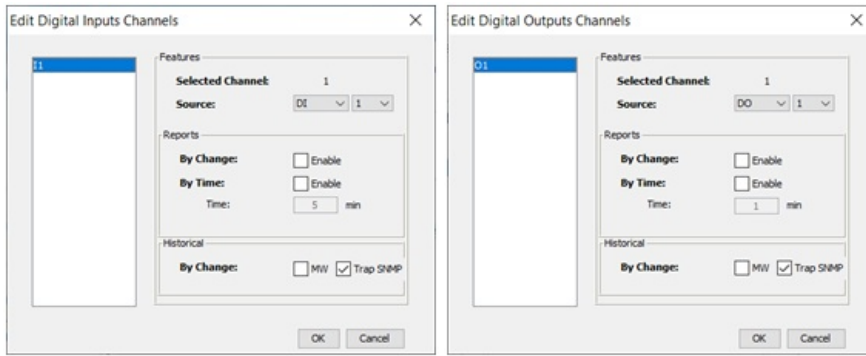 Edit Digital Inputs Channels
I1
Features
Selected Channel: 1
Source: DI 1
Reports
By Change: Enable
By Time: Enable
Time: 5 min
Historical
By Change: MW Trap SNMP
OK Cancel
Edit Digital Outputs Channels
O1
Features
Selected Channel: 1
Source: DO 1
Reports
By Change: Enable
By Time: Enable
Time: 1 min
Historical
By Change: MW Trap SNMP
OK Cancel